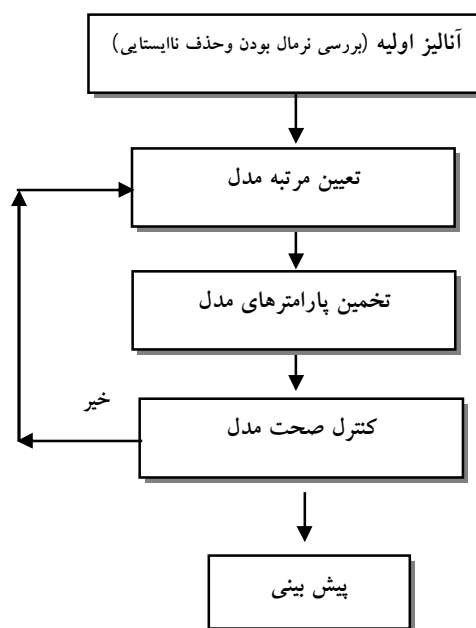 آنالیز اولیه (بررسی نرمال بودن وحذف ناایستایی)
تعیین مرتبه مدل
تخمین پارامترهای مدل
خیر
کنترل صحت مدل
پیش بینی